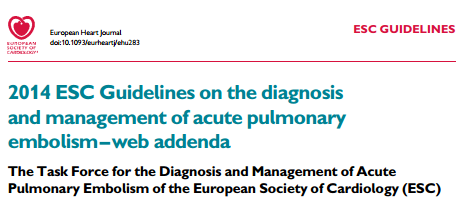 European Heart Journal
doi:10.1093/eurheartj/ehu283
ESC GUIDELINES
EUROPEAN
SOCIETY OF
CARDIOLOGY®
2014 ESC Guidelines on the diagnosis
and management of acute pulmonary
embolism–web addenda
The Task Force for the Diagnosis and Management of Acute
Pulmonary Embolism of the European Society of Cardiology (ESC)